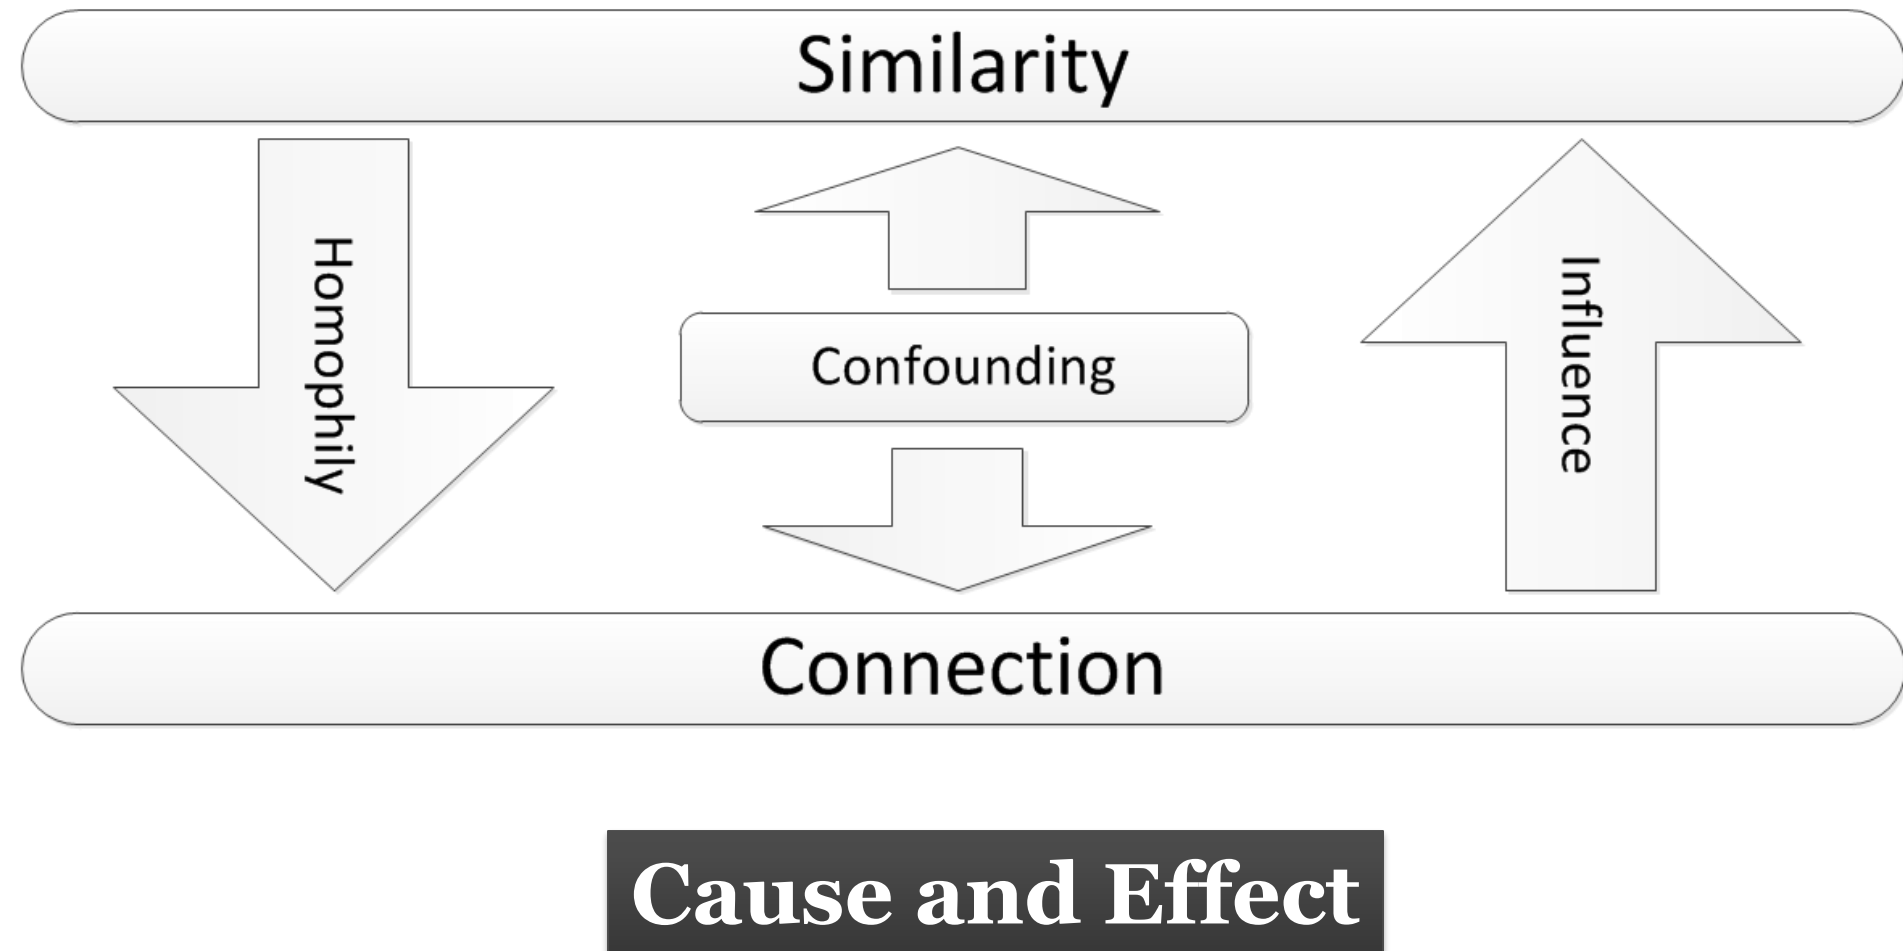 Similarity
Homophily
Confounding
Influence
Connection
Cause and Effect